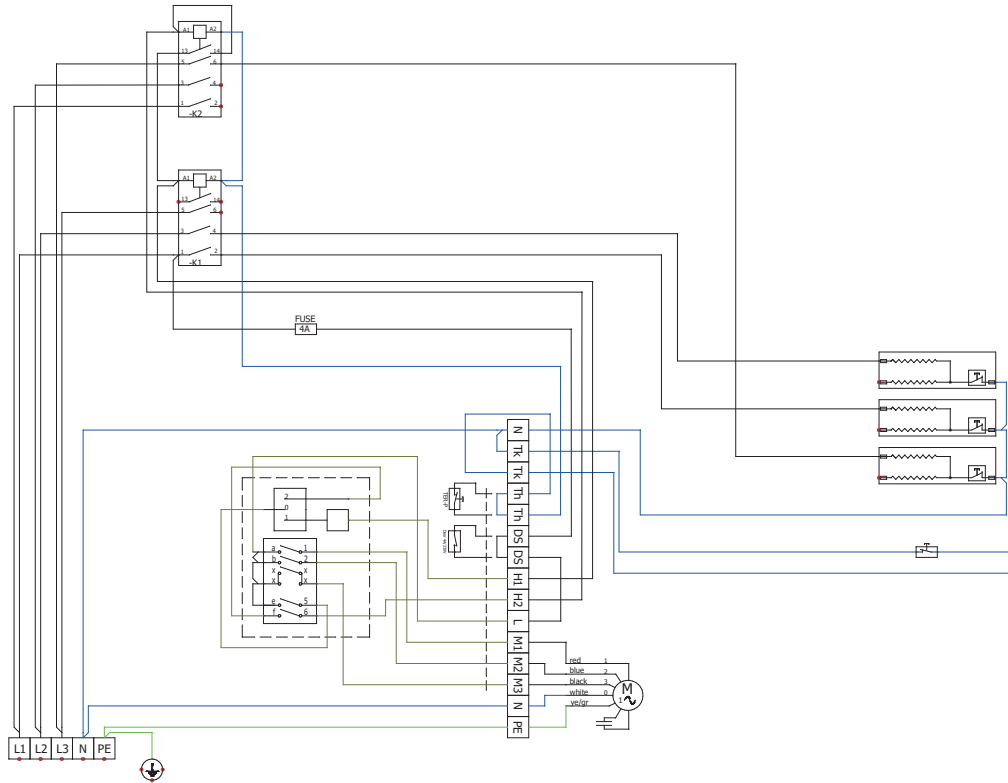 A1 A2
13 14
5 6
3 4
1 2
-K2
A1 A2
13 14
5 6
3 4
1 2
-K1
FUSE
4A
N
Tk
Tk
Th
Th
DS
DS
H1
H2
L
M1
M2
M3
N
PE
TBR-P
2
0
1
a 1
b 2
x x
x x
e 5
f 6
red 1
blue 2
black 3
white 0
ye/gr
M
1
L1 L2 L3 N PE